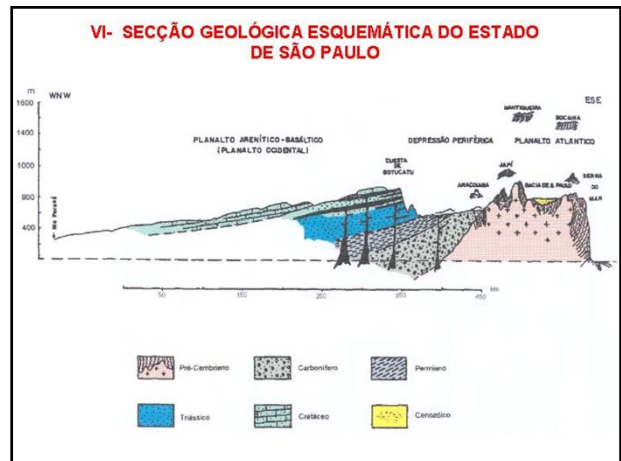 VI- SECÇÃO GEOLÓGICA ESQUEMÁTICA DO ESTADO
DE SÃO PAULO
m
WNW
ESE
1600
1400
1000
800
400
MANTIQUEIRA
BOCAINA
PLANALTO ARENÍTICO-BASÁLTICO
(PLANALTO OCIDENTAL)
DEPRESSÃO PERIFÉRICA
PLANALTO ATLÂNTICO
CUESTA
DE
BOTUCATU
JAPÍ
ARAÇOIABA
BACIA DE S. PAULO
SERRA
DO
MAR
Rio Paraná
50
150
250
350
450
km
Pré-Cambriano
Carbonífero
Permiano
Triássico
Cretáceo
Cenozóico